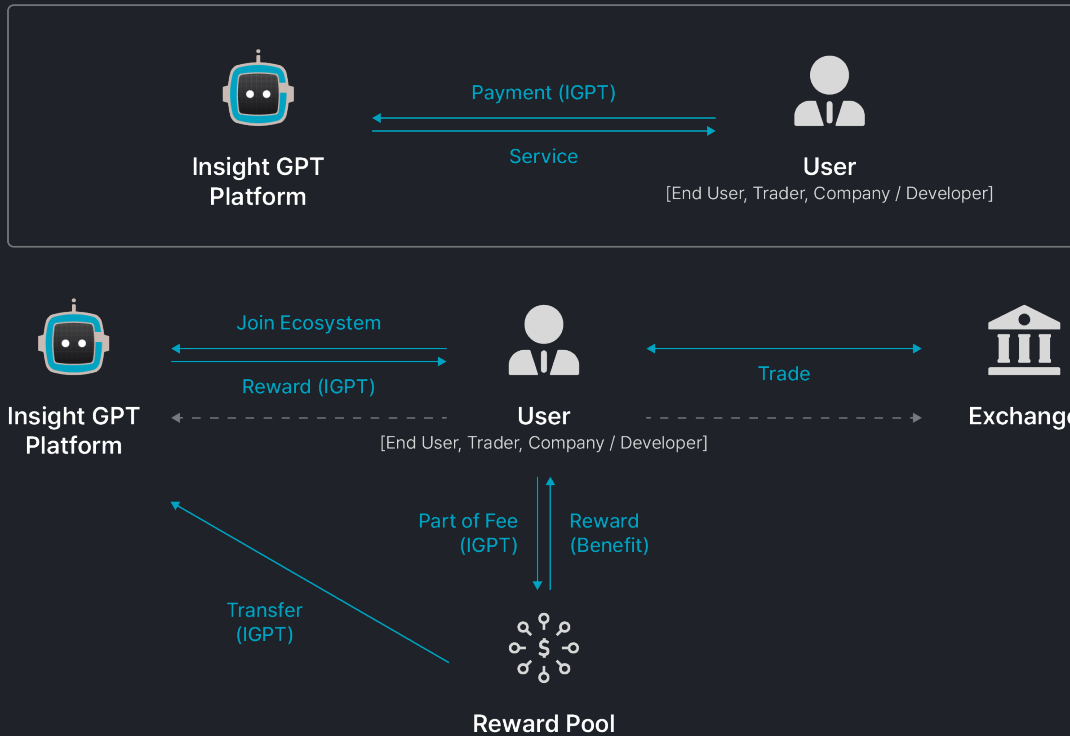 Payment (IGPT)
Service
Insight GPT
Platform
User
[End User, Trader, Company / Developer]
Join Ecosystem
Reward (IGPT)
Trade
Insight GPT
Platform
User
[End User, Trader, Company / Developer]
Exchang
Part of Fee
(IGPT)
Reward
(Benefit)
Transfer
(IGPT)
$
Reward Pool